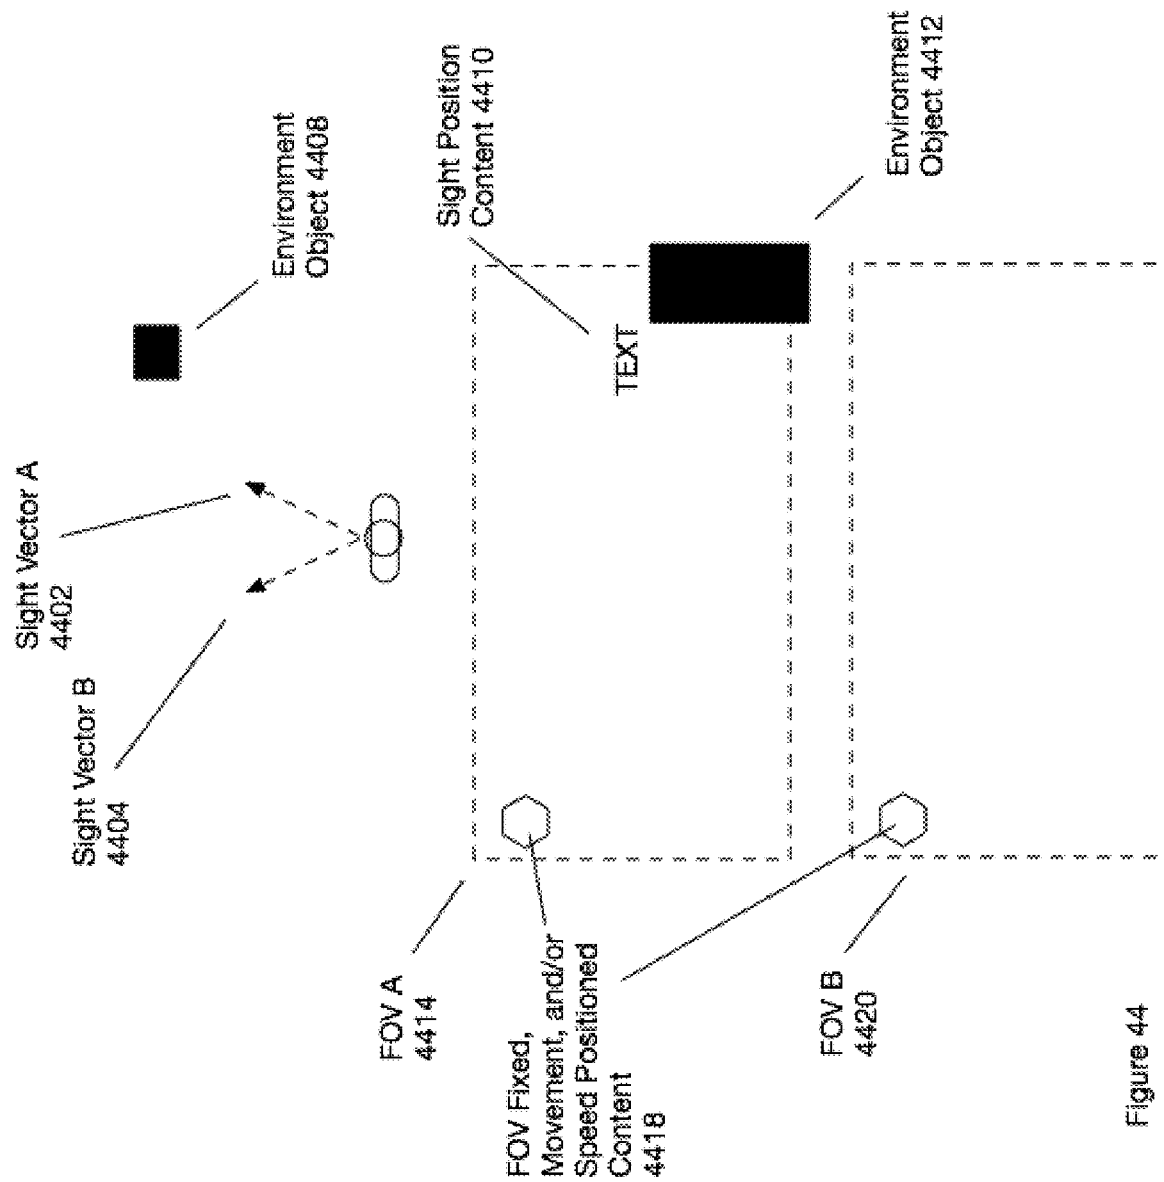 Sight Vector A
4402
Sight Vector B
4404
Environment
Object 4408
FOV A
4414
Sight Position
Content 4410
TEXT
FOV Fixed,
Movement, and/or
Speed Positioned
Content
4418
Environment
Object 4412
FOV B
4420
Figure 44